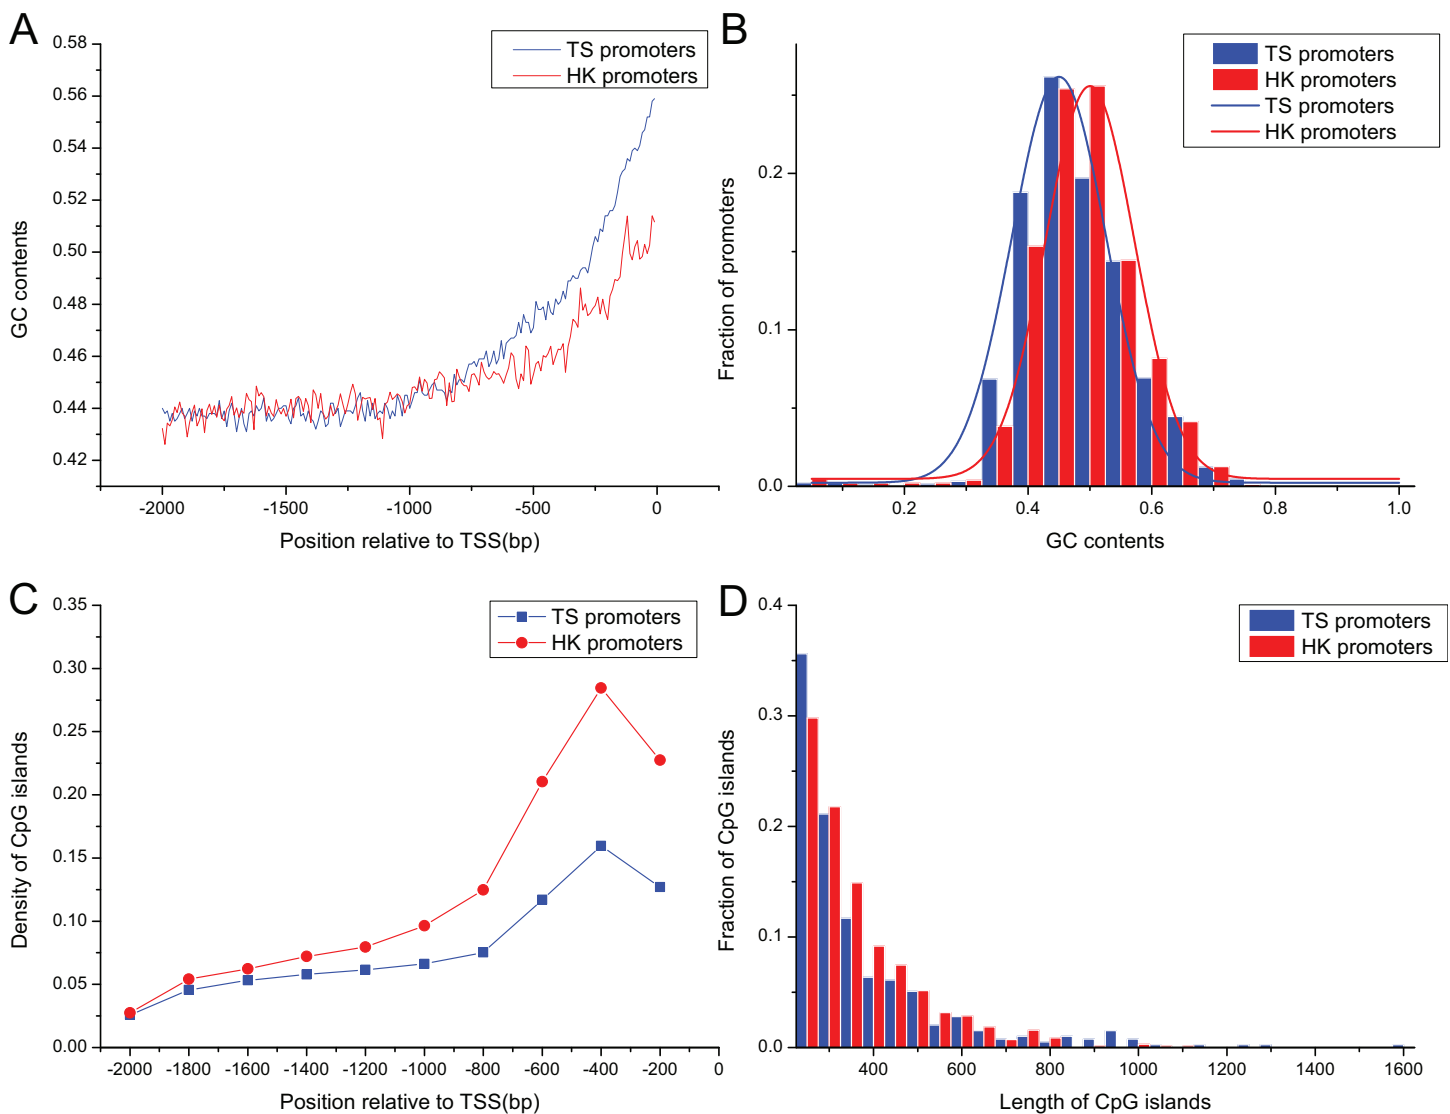 A
0.58
0.56
0.54
0.52
0.50
0.48
0.46
0.44
0.42
GC contents
-2000
-1500
-1000
-500
0
Position relative to TSS(bp)
TS promoters
HK promoters
B
0.2
0.1
0.0
Fraction of promoters
0.2
0.4
0.6
0.8
1.0
GC contents
TS promoters
HK promoters
TS promoters
HK promoters
C
0.35
0.30
0.25
0.20
0.15
0.10
0.05
0.00
Density of CpG islands
-2000
-1800
-1600
-1400
-1200
-1000
-800
-600
-400
-200
0
Position relative to TSS(bp)
TS promoters
HK promoters
D
0.4
0.3
0.2
0.1
0.0
Fraction of CpG islands
400
600
800
1000
1200
1400
1600
Length of CpG islands
TS promoters
HK promoters